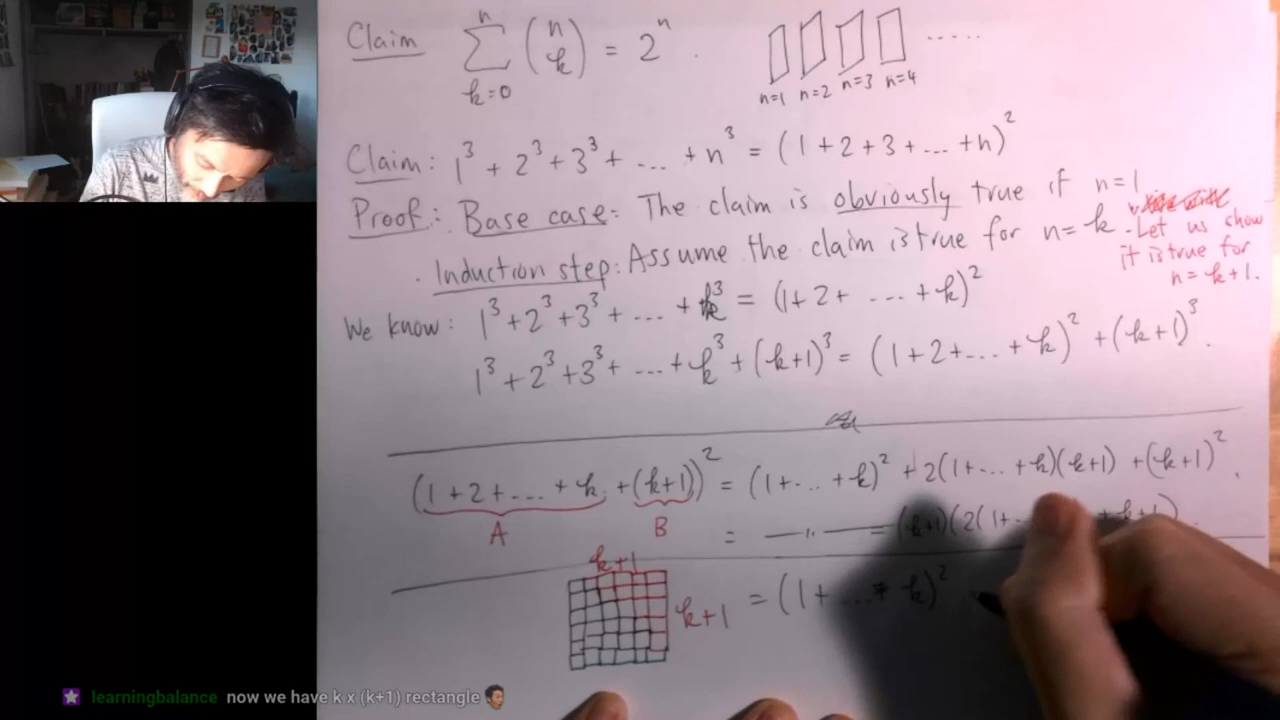 Claim ∑_{k=0}^{n} (n k) = 2^n . n=1 n=2 n=3 n=4 .....
Claim: 1³ + 2³ + 3³ + ... + n³ = (1+2+3+...+n)²
Proof: Base case: The claim is obviously true if n=1
. Induction step: Assume the claim is true for n=k. Let us show it is true for n=k+1.
We know: 1³+2³+3³+ ... + k³ = (1+2+ ... +k)²
1³+2³+3³+ ... + k³ + (k+1)³ = (1+2+...+k)² + (k+1)³.
(1+2+...+k+(k+1))² = (1+...+k)² + 2(1+...+k)(k+1) + (k+1)².
A B
= —"— (k+1)(2(1+ + k+1).
k+1
k+1 = (1+...+k)²
learningbalance now we have k x (k+1) rectangle